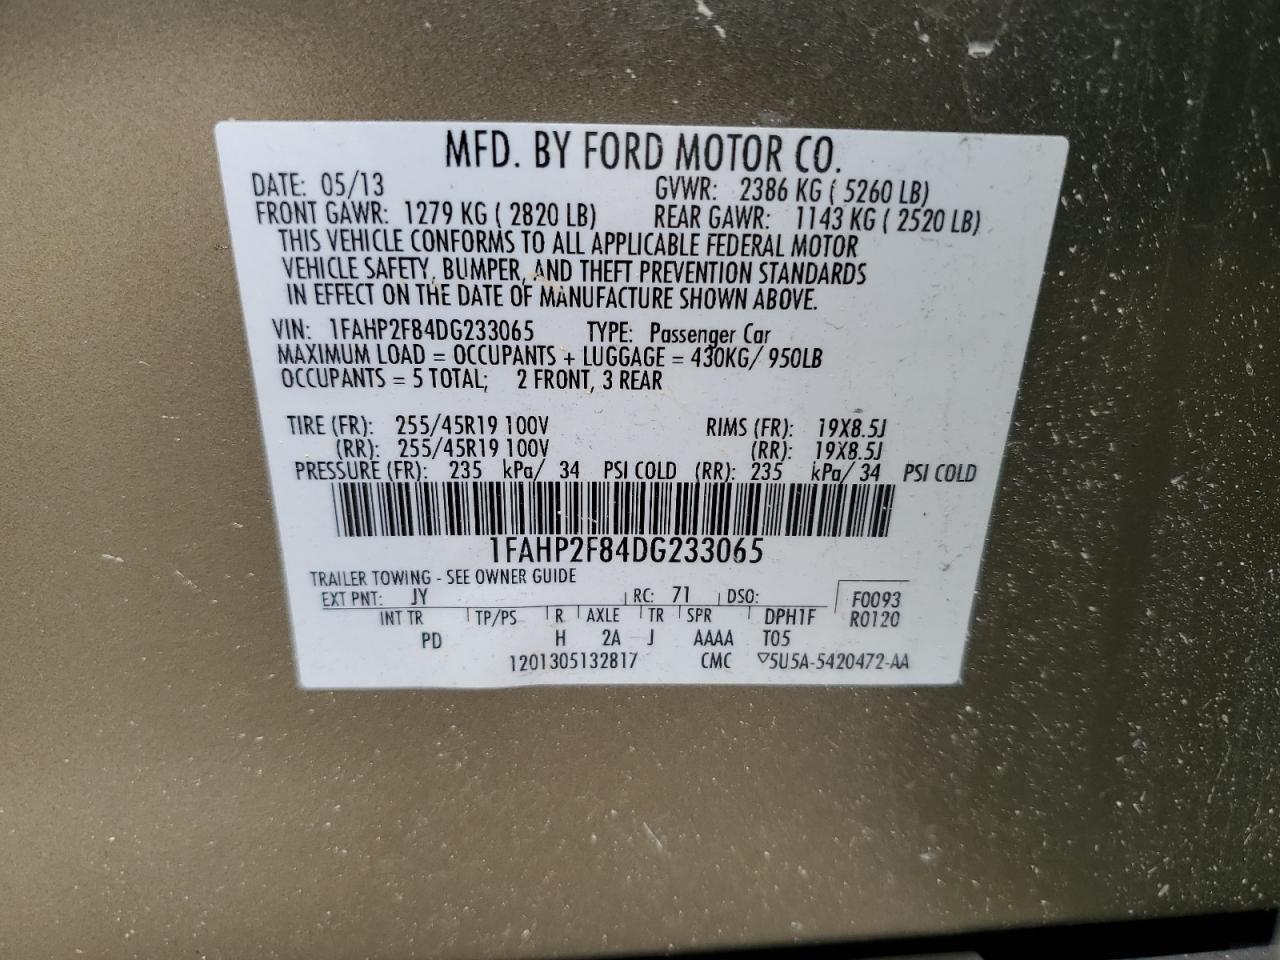 MFD. BY FORD MOTOR CO.
DATE: 05/13 GVWR: 2386 KG ( 5260 LB)
FRONT GAWR: 1279 KG ( 2820 LB) REAR GAWR: 1143 KG ( 2520 LB)
THIS VEHICLE CONFORMS TO ALL APPLICABLE FEDERAL MOTOR
VEHICLE SAFETY, BUMPER, AND THEFT PREVENTION STANDARDS
IN EFFECT ON THE DATE OF MANUFACTURE SHOWN ABOVE.
VIN: 1FAHP2F84DG233065 TYPE: Passenger Car
MAXIMUM LOAD = OCCUPANTS + LUGGAGE = 430KG/ 950LB
OCCUPANTS = 5 TOTAL; 2 FRONT, 3 REAR
TIRE (FR): 255/45R19 100V RIMS (FR): 19X8.5J
(RR): 255/45R19 100V (RR): 19X8.5J
PRESSURE (FR): 235 kPa/ 34 PSI COLD (RR): 235 kPa/ 34 PSI COLD
1FAHP2F84DG233065
TRAILER TOWING - SEE OWNER GUIDE
EXT PNT: JY RC: 71 DSO: F0093
INT TR TP/PS R AXLE TR SPR DPH1F R0120
PD H 2A J AAAA T05
1201305132817 CMC ▽5U5A-5420472-AA